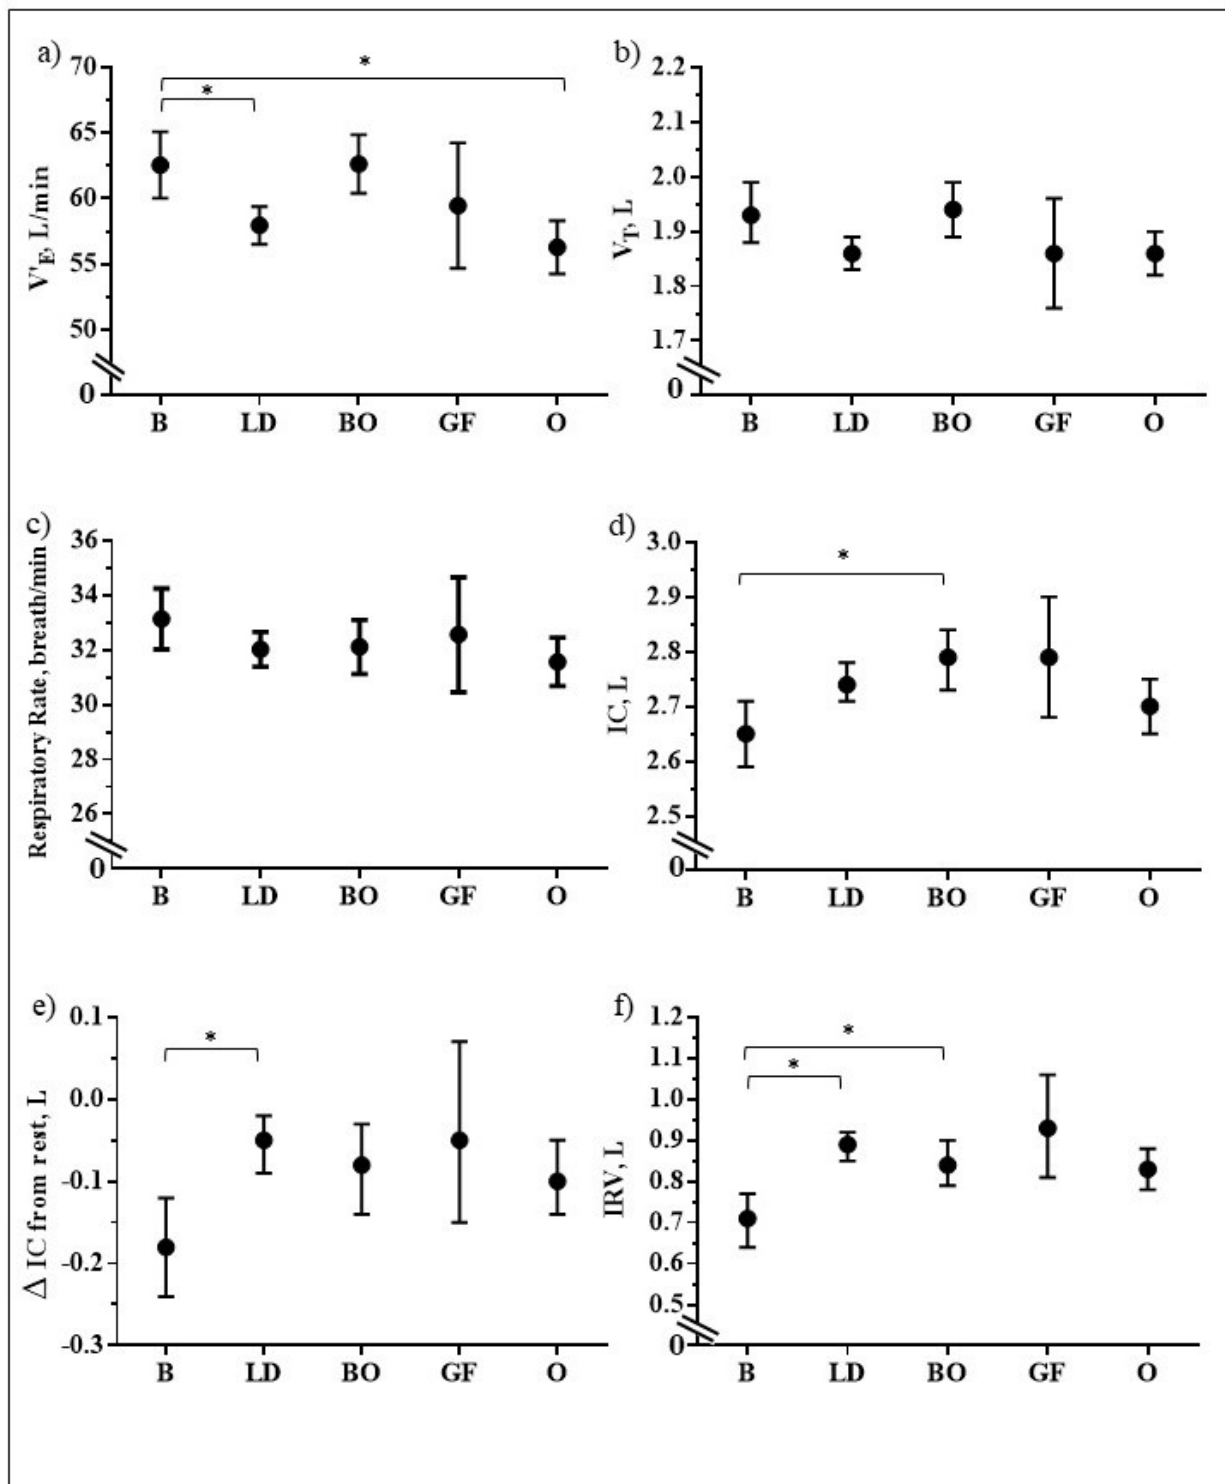 a)
*
*
70
65
60
55
50
0
V'E, L/min
B LD BO GF O
b)
2.2
2.1
2.0
1.9
1.8
1.7
0
VT, L
B LD BO GF O
c)
36
34
32
30
28
26
0
Respiratory Rate, breath/min
B LD BO GF O
d)
*
3.0
2.9
2.8
2.7
2.6
2.5
0
IC, L
B LD BO GF O
e)
*
0.1
0.0
-0.1
-0.2
-0.3
Δ IC from rest, L
B LD BO GF O
f)
*
*
1.2
1.1
1.0
0.9
0.8
0.7
0.6
0.5
0
IRV, L
B LD BO GF O